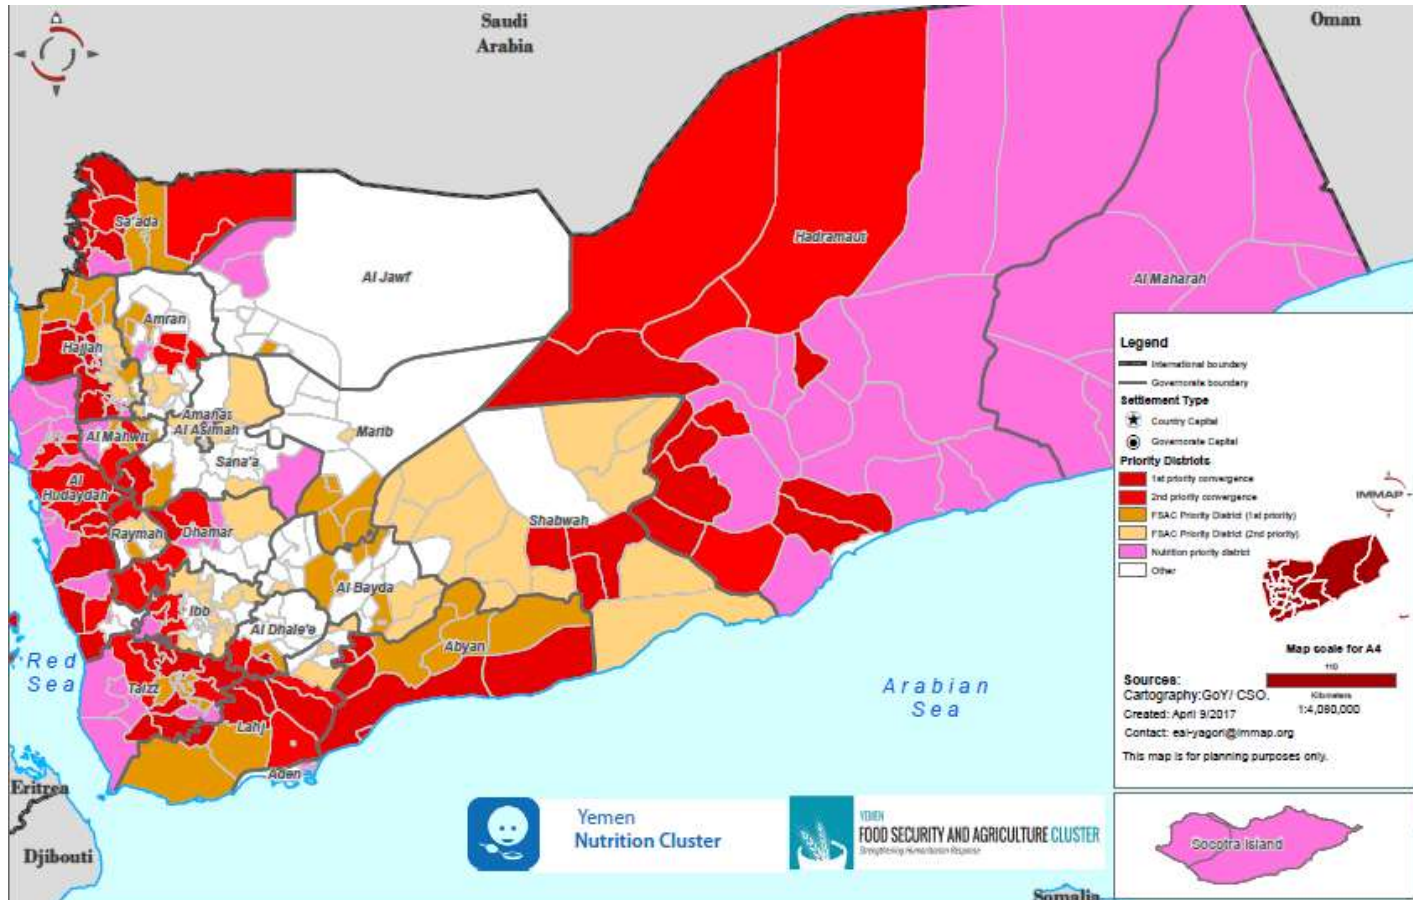 Saudi
Arabia
Oman
Sa'ada
Hadramaut
Al Jawf
Al Maharah
Amran
Hajjah
Amanat
Al Asimah
Al Mahwit
Marib
Sana'a
Al
Hudaydah
Shabwah
Raymah
Dhamar
Al Bayda
Ibb
Al Dhale'e
Abyan
Red
Sea
Taizz
Lahj
Aden
Arabian
Sea
Eritrea
Djibouti
Somalia
Legend
International boundary
Governorate boundary
Settlement Type
Country Capital
Governorate Capital
Priority Districts
1st priority convergence
2nd priority convergence
FSAC Priority District (1st priority)
FSAC Priority District (2nd priority)
Nutrition priority district
Other
IMMAP
Map scale for A4
110
Kilometers
1:4,080,000
Sources:
Cartography:GoY/ CSO.
Created: April 9/2017
Contact: eal-yagori@immap.org
This map is for planning purposes only.
Yemen
Nutrition Cluster
YEMEN
FOOD SECURITY AND AGRICULTURE CLUSTER
Strengthening Humanitarian Response
Socotra Island